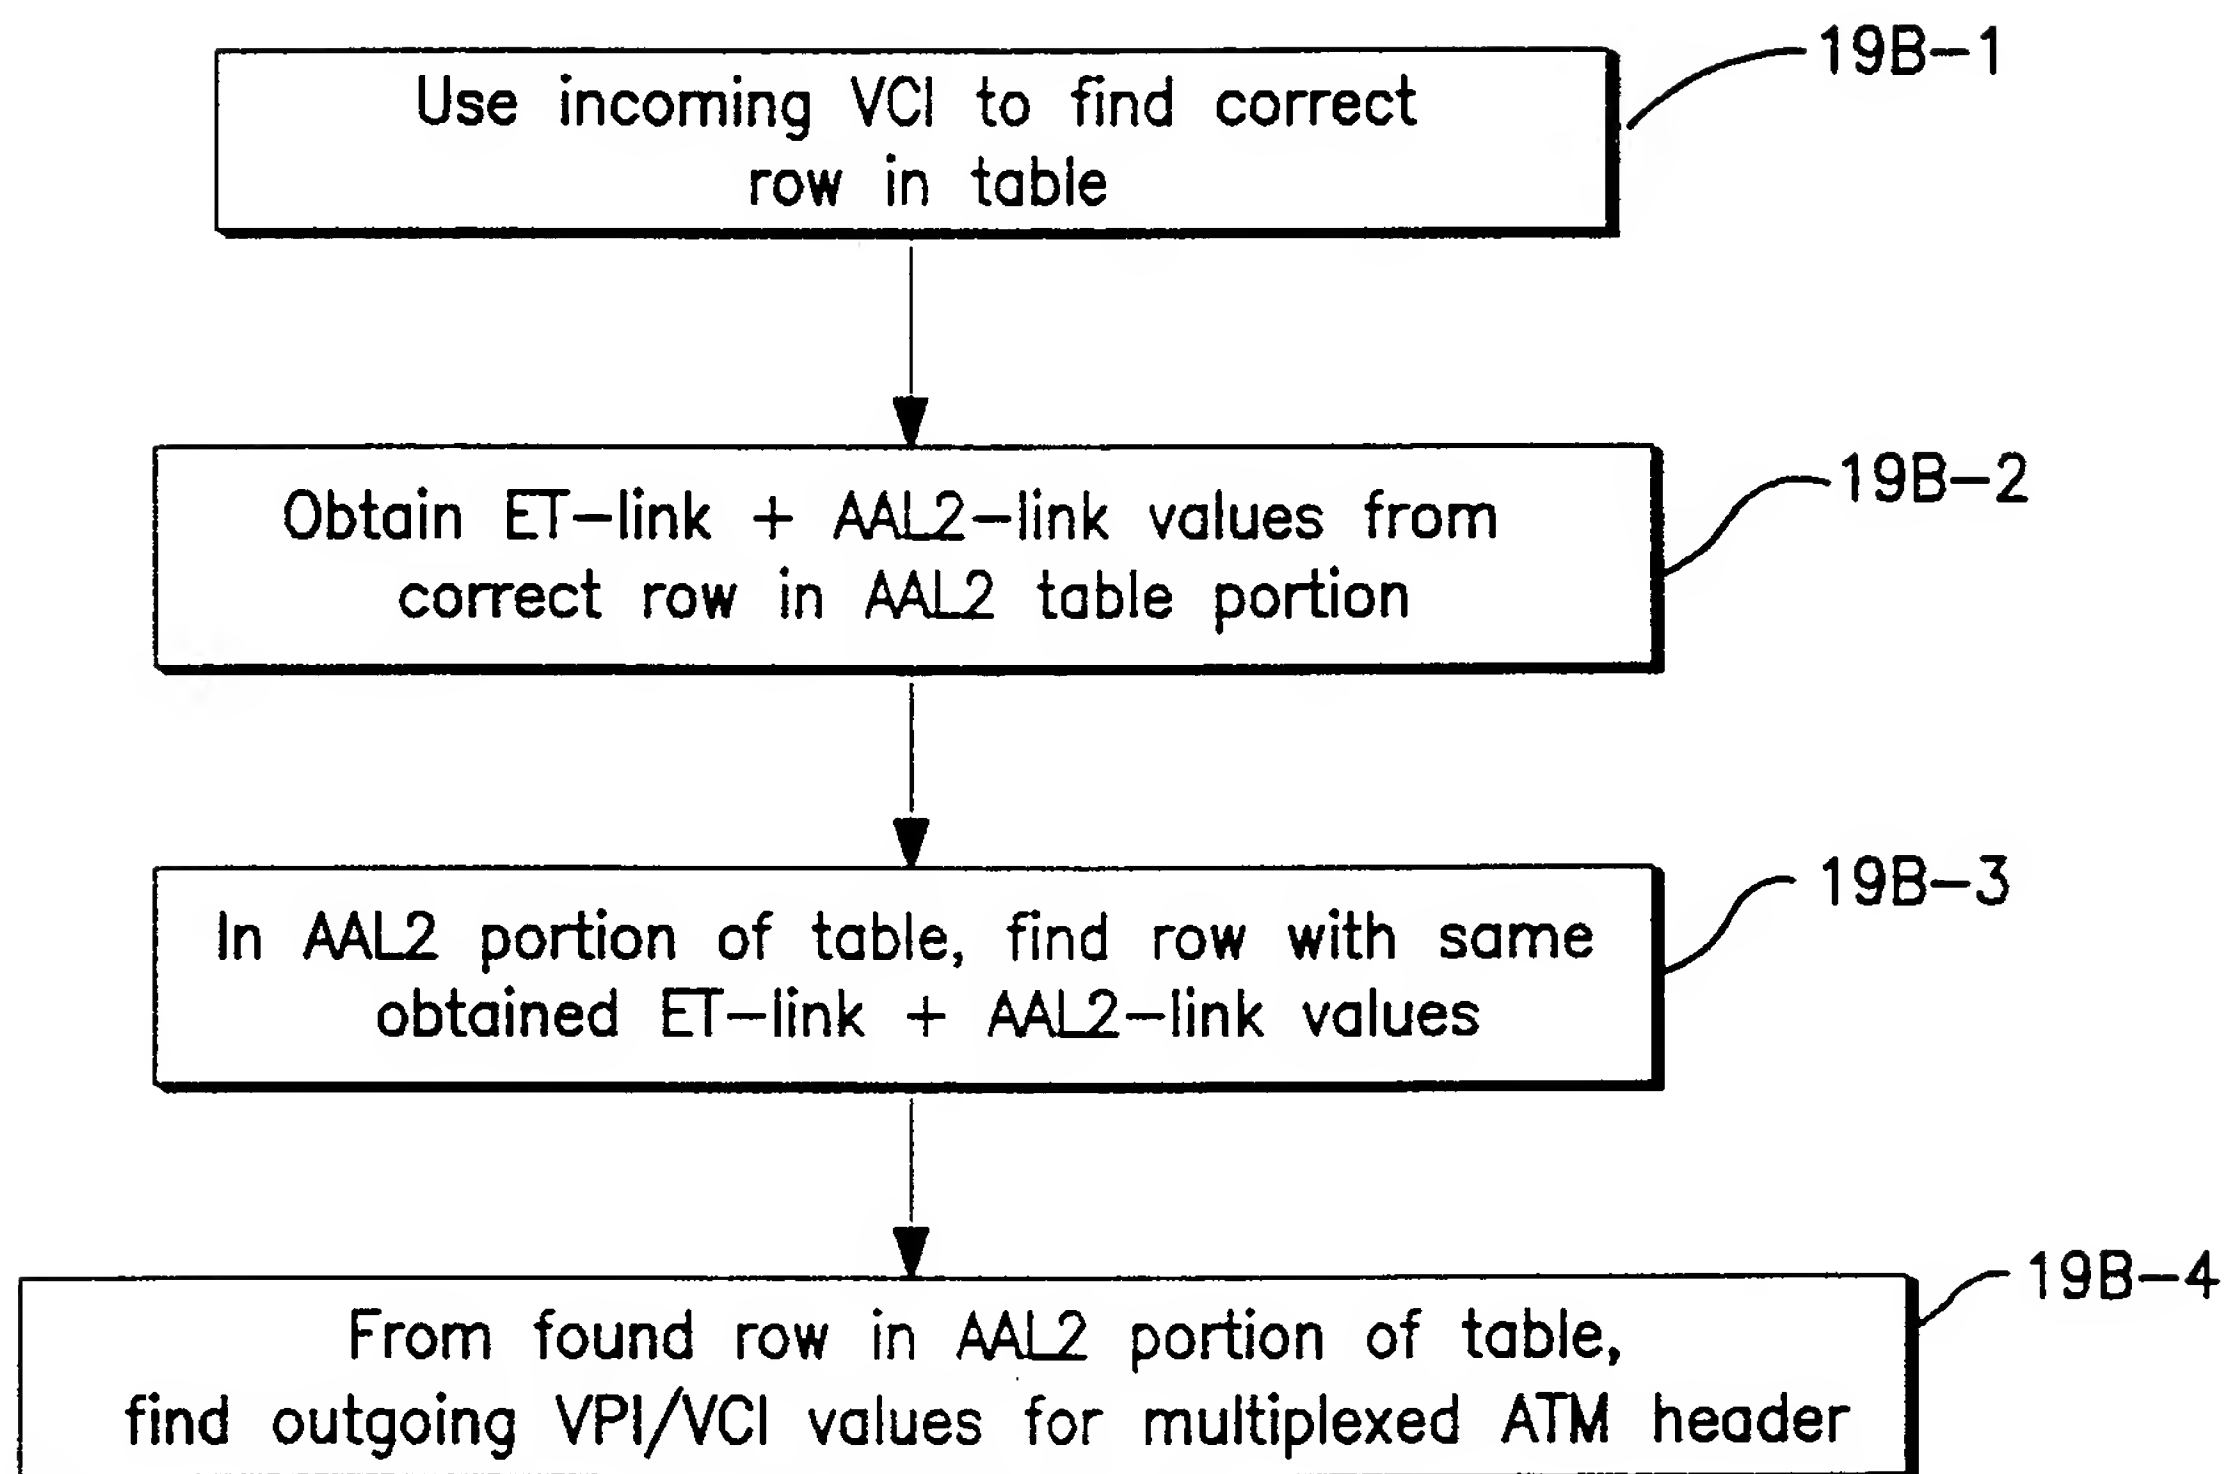 19B-1
Use incoming VCI to find correct
row in table
19B-2
Obtain ET-link + AAL2-link values from
correct row in AAL2 table portion
19B-3
In AAL2 portion of table, find row with same
obtained ET-link + AAL2-link values
19B-4
From found row in AAL2 portion of table,
find outgoing VPI/VCI values for multiplexed ATM header